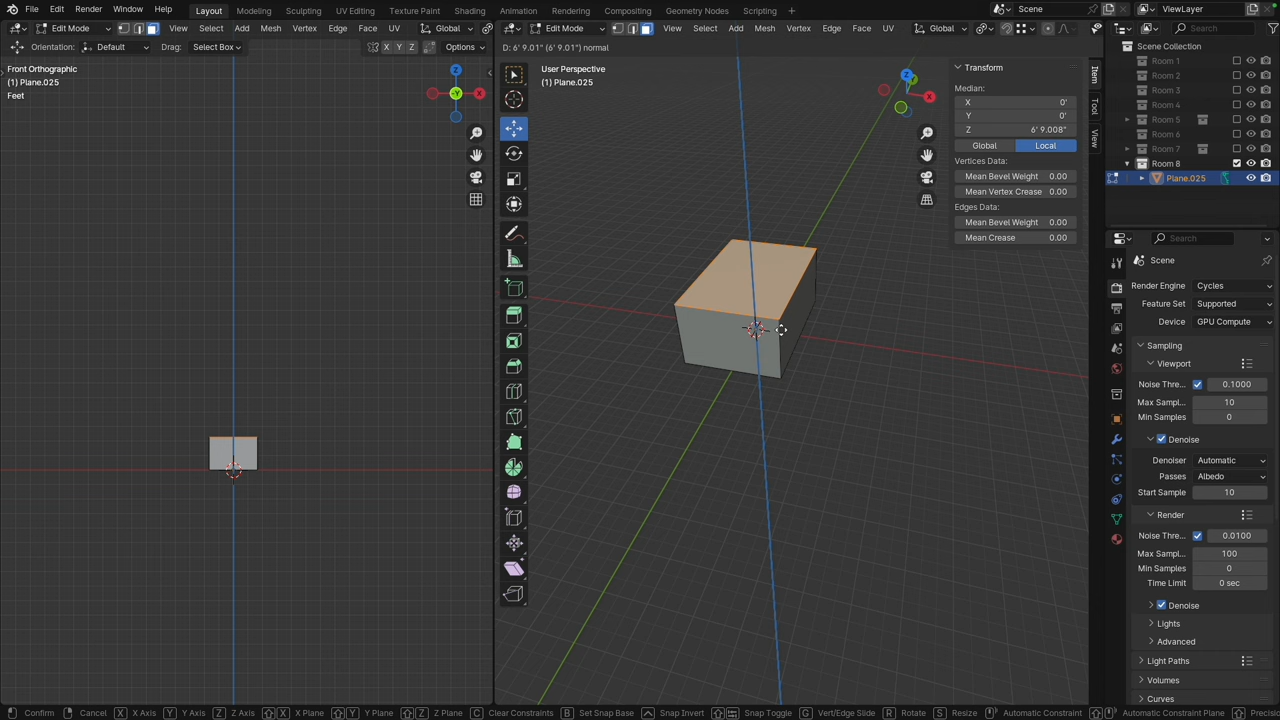 File Edit Render Window Help Layout Modeling Sculpting UV Editing Texture Paint Shading Animation Rendering Compositing Geometry Nodes Scripting Scene ViewLayer
Edit Mode View Select Add Mesh Vertex Edge Face UV Global
Edit Mode View Select Add Mesh Vertex Edge Face UV Global
Search
Orientation: Default Drag: Select Box X Y Z Options
D: 6' 9.01" (6' 9.01") normal
Front Orthographic
(1) Plane.025
Feet
Z
-Y
X
User Perspective
(1) Plane.025
Z
Y
X
Transform
Median:
X 0'
Y 0'
Z 6' 9.008"
Global Local
Vertices Data:
Mean Bevel Weight 0.00
Mean Vertex Crease 0.00
Edges Data:
Mean Bevel Weight 0.00
Mean Crease 0.00
Item
Tool
View
Scene Collection
Room 1
Room 2
Room 3
Room 4
Room 5
Room 6
Room 7
Room 8
Plane.025
Search
Scene
Render Engine Cycles
Feature Set Supported
Device GPU Compute
Sampling
Viewport
Noise Thre... 0.1000
Max Sampl... 10
Min Samples 0
Denoise
Denoiser Automatic
Passes Albedo
Start Sample 10
Render
Noise Thre... 0.0100
Max Sampl... 100
Min Samples 0
Time Limit 0 sec
Denoise
Lights
Advanced
Light Paths
Volumes
Curves
Confirm Cancel X X Axis Y Y Axis Z Z Axis X X Plane Y Y Plane Z Z Plane C Clear Constraints B Set Snap Base Snap Invert Snap Toggle G Vert/Edge Slide R Rotate S Resize Automatic Constraint Automatic Constraint Plane Precision